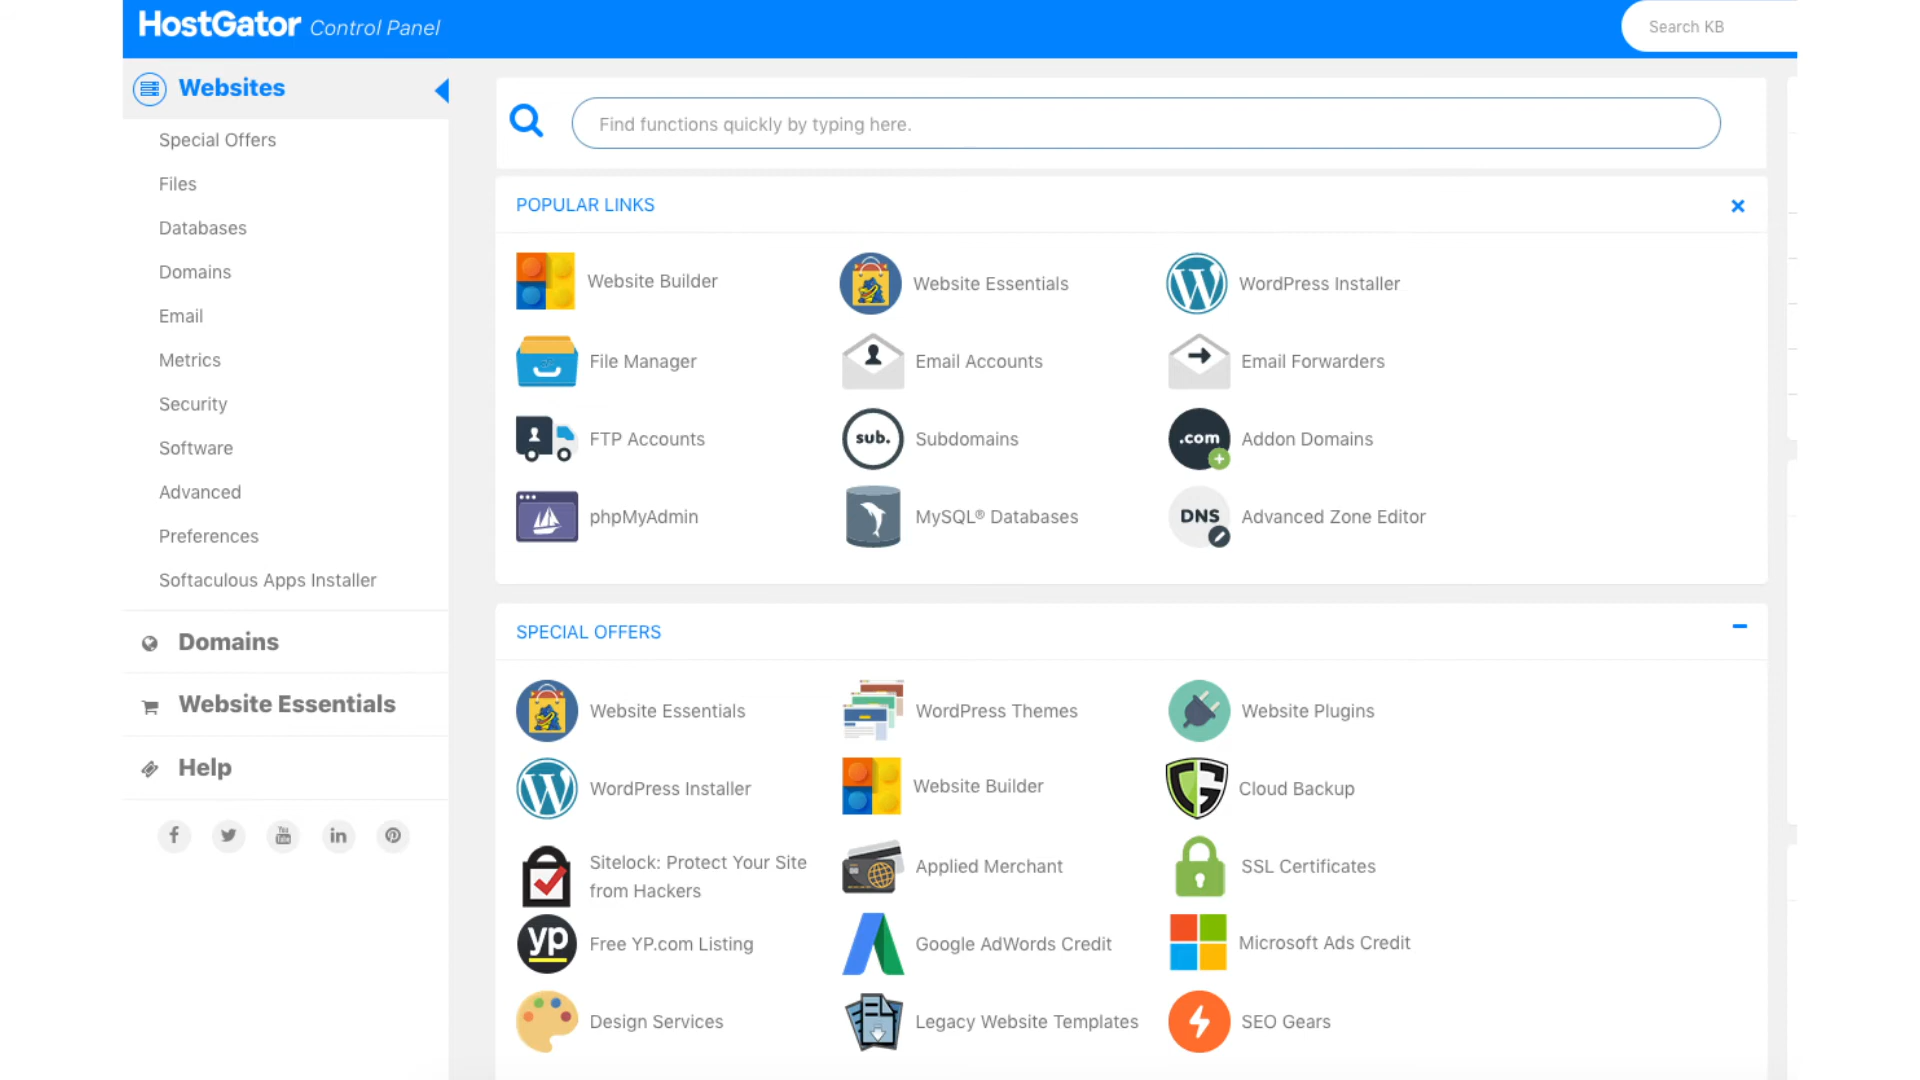 HostGator Control Panel
Search KB
Websites
Special Offers
Files
Databases
Domains
Email
Metrics
Security
Software
Advanced
Preferences
Softaculous Apps Installer
Domains
Website Essentials
Help
f
You
Tube
in
Find functions quickly by typing here.
POPULAR LINKS
Website Builder
Website Essentials
W
WordPress Installer
File Manager
Email Accounts
Email Forwarders
FTP Accounts
sub.
Subdomains
.com
Addon Domains
phpMyAdmin
MySQL® Databases
DNS
Advanced Zone Editor
SPECIAL OFFERS
Website Essentials
WordPress Themes
Website Plugins
W
WordPress Installer
Website Builder
Cloud Backup
Sitelock: Protect Your Site
from Hackers
Applied Merchant
SSL Certificates
yp
Free YP.com Listing
Google AdWords Credit
Microsoft Ads Credit
Design Services
Legacy Website Templates
SEO Gears